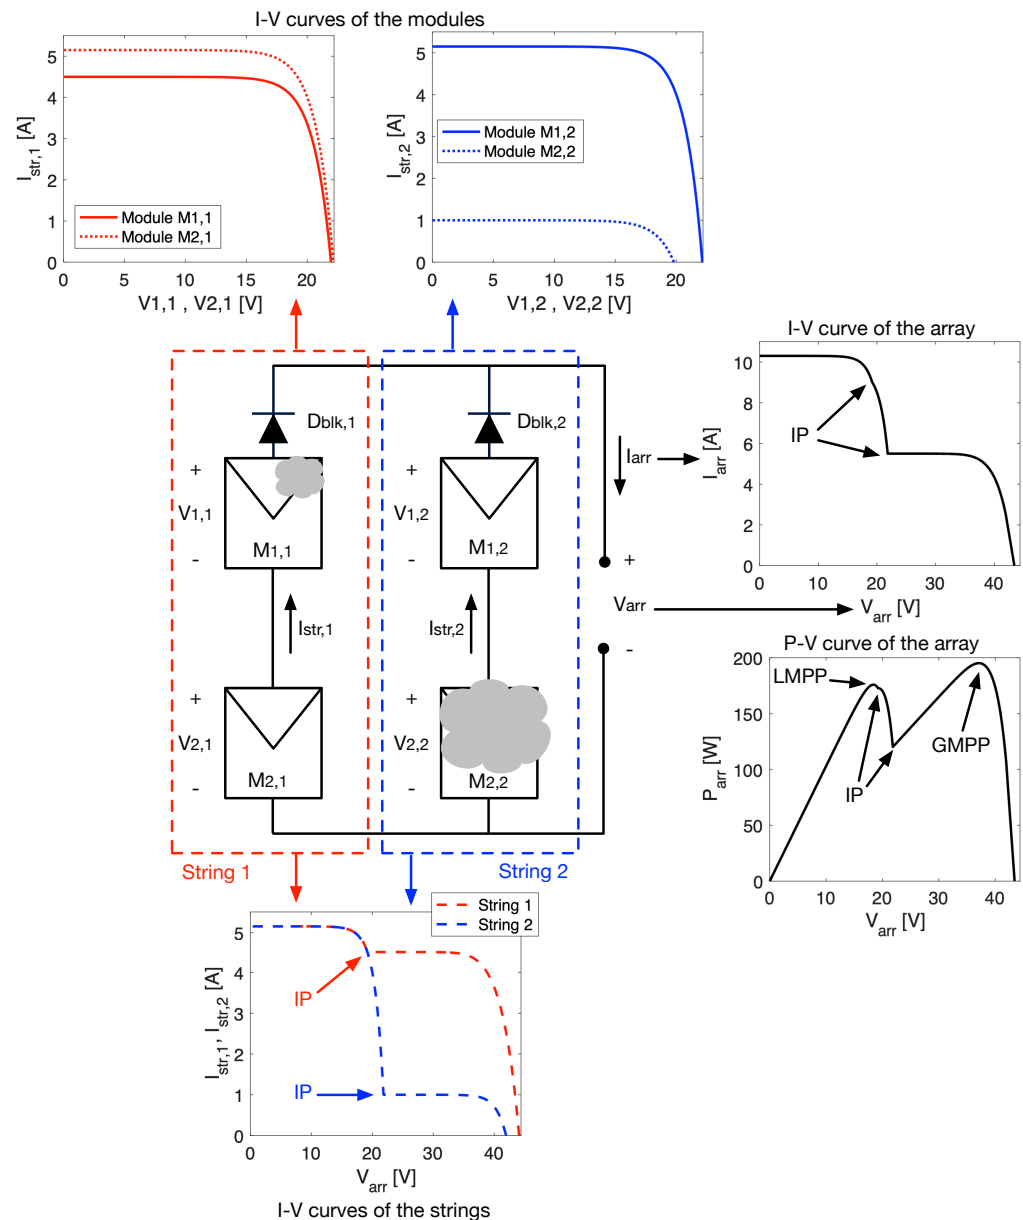 I-V curves of the modules
5
4
3
2
1
0
I_str,1 [A]
Module M1,1
Module M2,1
0 5 10 15 20
V1,1 , V2,1 [V]
5
4
3
2
1
0
I_str,2 [A]
Module M1,2
Module M2,2
0 5 10 15 20
V1,2 , V2,2 [V]
Dblk,1
+
V1,1
-
M1,1
Istr,1
+
V2,1
-
M2,1
String 1
Dblk,2
+
V1,2
-
M1,2
Istr,2
+
V2,2
-
M2,2
String 2
Iarr
+
Varr
-
I-V curve of the array
10
8
6
4
2
0
I_arr [A]
IP
0 10 20 30 40
V_arr [V]
P-V curve of the array
200
150
100
50
0
P_arr [W]
LMPP
GMPP
IP
0 10 20 30 40
V_arr [V]
String 1
String 2
5
4
3
2
1
0
I_str,1, I_str,2 [A]
IP
IP
0 10 20 30 40
V_arr [V]
I-V curves of the strings